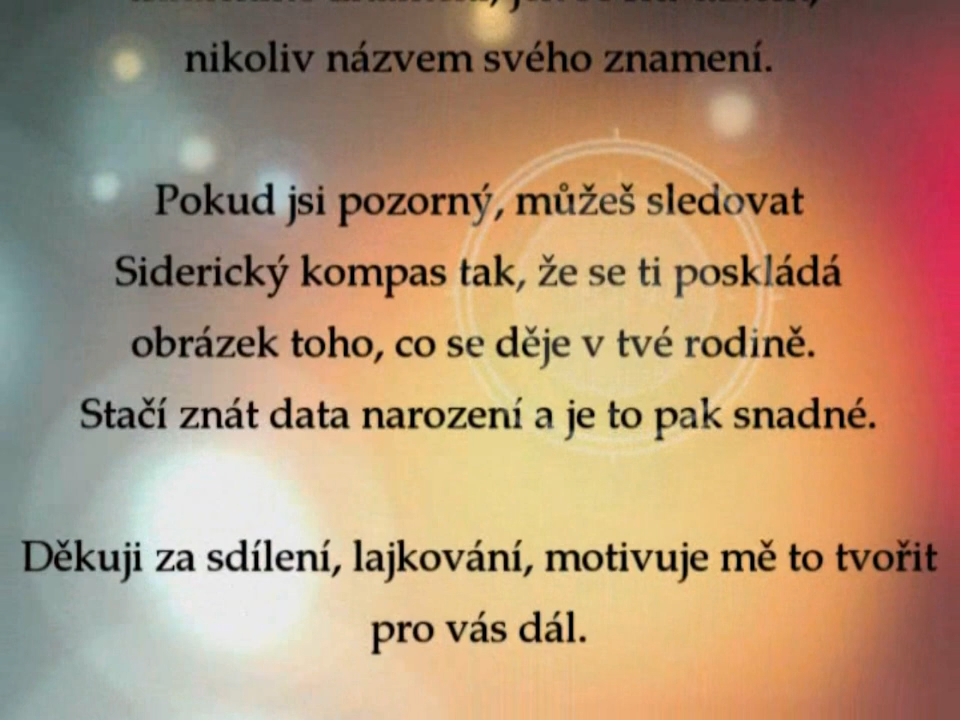 nikoliv názvem svého znamení.
Pokud jsi pozorný, můžeš sledovat
Siderický kompas tak, že se ti poskládá
obrázek toho, co se děje v tvé rodině.
Stačí znát data narození a je to pak snadné.
Děkuji za sdílení, lajkování, motivuje mě to tvořit
pro vás dál.